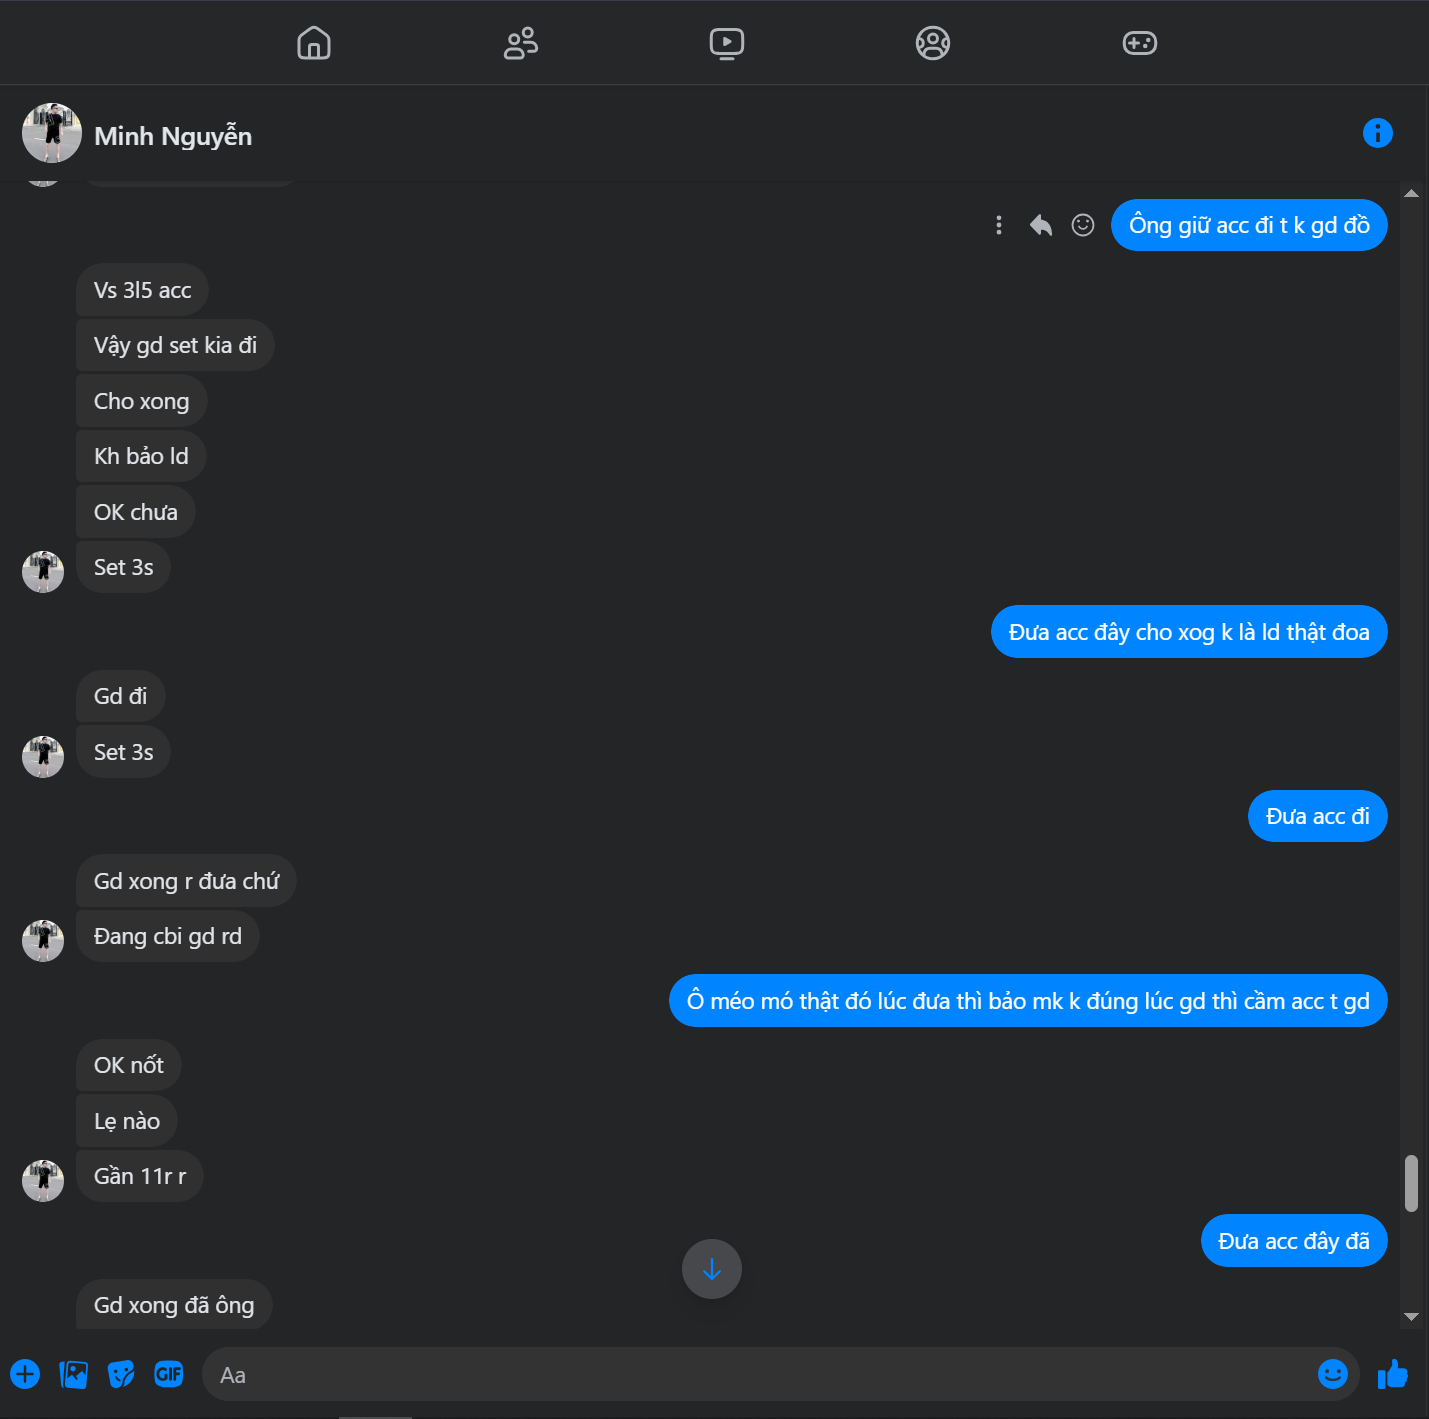 Minh Nguyễn
Ông giữ acc đi t k gd đồ
Vs 3l5 acc
Vậy gd set kia đi
Cho xong
Kh bảo ld
OK chưa
Set 3s
Đưa acc đây cho xog k là ld thật đoa
Gd đi
Set 3s
Đưa acc đi
Gd xong r đưa chứ
Đang cbi gd rd
Ô méo mó thật đó lúc đưa thì bảo mk k đúng lúc gd thì cầm acc t gd
OK nốt
Lẹ nào
Gần 11r r
Đưa acc đây đã
Gd xong đã ông
GIF
Aa